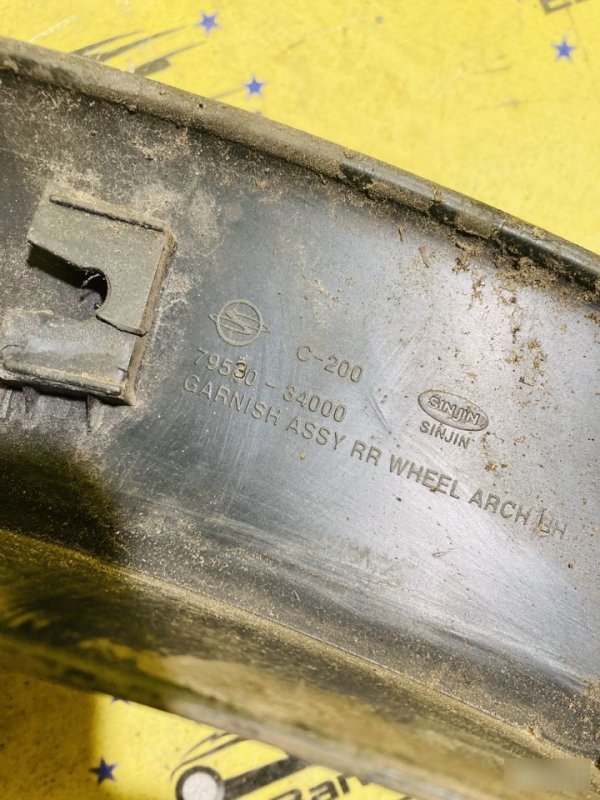 C-200
79530-34000
GARNISH ASSY RR WHEEL ARCH LH
SINJIN
SINJIN